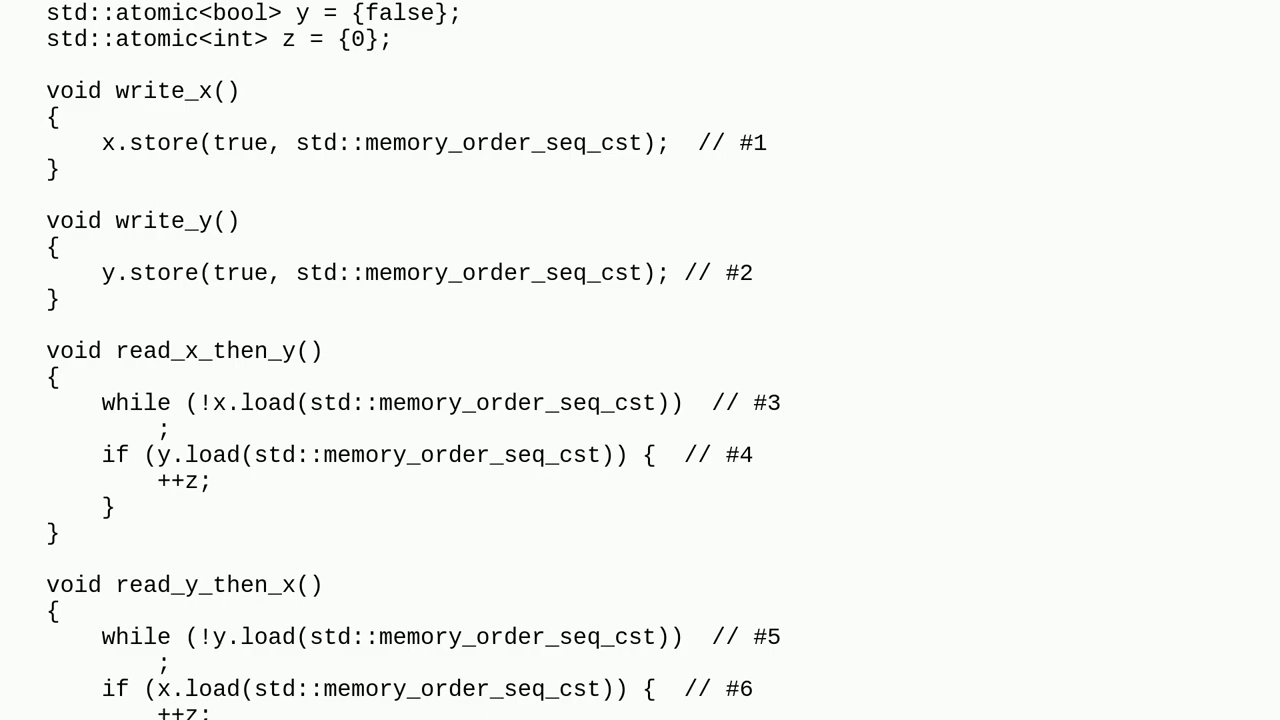 std::atomic<bool> y = {false};
std::atomic<int> z = {0};
void write_x()
{
x.store(true, std::memory_order_seq_cst);  // #1
}
void write_y()
{
y.store(true, std::memory_order_seq_cst); // #2
}
void read_x_then_y()
{
while (!x.load(std::memory_order_seq_cst))  // #3
;
if (y.load(std::memory_order_seq_cst)) {  // #4
++z;
}
}
void read_y_then_x()
{
while (!y.load(std::memory_order_seq_cst))  // #5
;
if (x.load(std::memory_order_seq_cst)) {  // #6
++z;